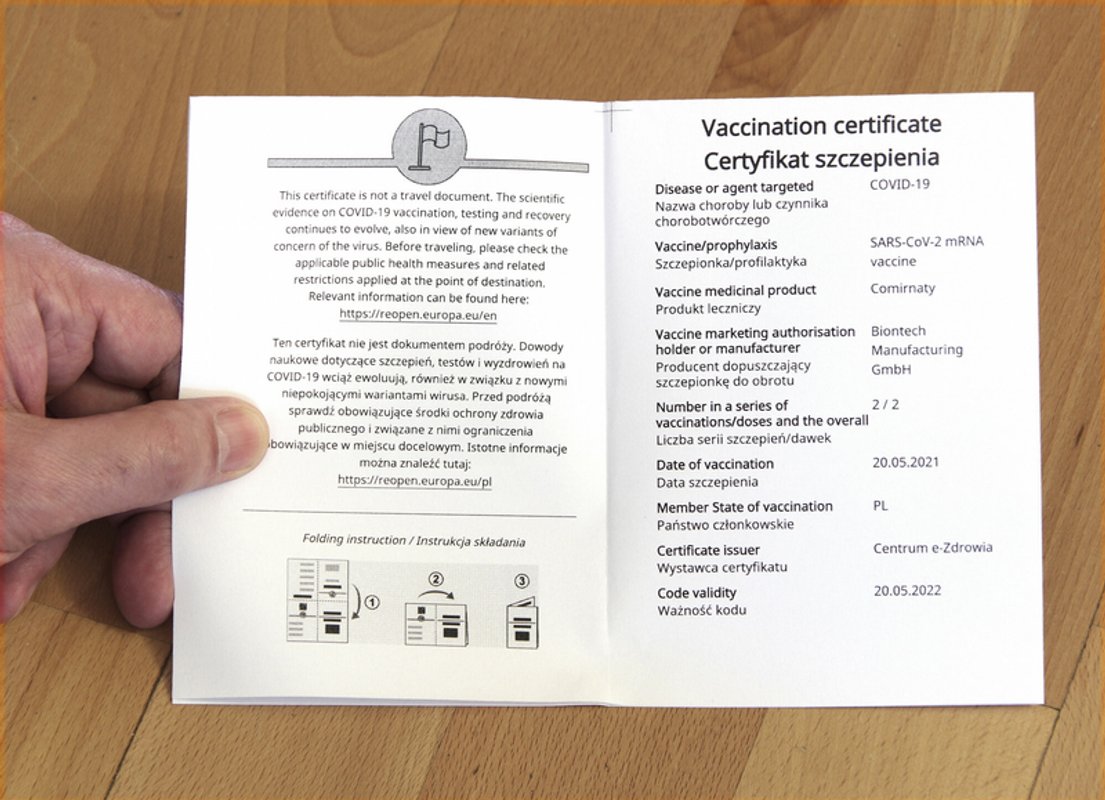 This certificate is not a travel document. The scientific
evidence on COVID-19 vaccination, testing and recovery
continues to evolve, also in view of new variants of
concern of the virus. Before traveling, please check the
applicable public health measures and related
restrictions applied at the point of destination.
Relevant information can be found here:
https://reopen.europa.eu/en
Ten certyfikat nie jest dokumentem podróży. Dowody
naukowe dotyczące szczepień, testów i wyzdrowień na
COVID-19 wciąż ewoluują, również w związku z nowymi
niepokojącymi wariantami wirusa. Przed podróżą
sprawdź obowiązujące środki ochrony zdrowia
publicznego i związane z nimi ograniczenia
obowiązujące w miejscu docelowym. Istotne informacje
można znaleźć tutaj:
https://reopen.europa.eu/pl
Folding instruction / Instrukcja składania
1
2
3
Vaccination certificate
Certyfikat szczepienia
Disease or agent targeted COVID-19
Nazwa choroby lub czynnika
chorobotwórczego
Vaccine/prophylaxis SARS-CoV-2 mRNA
Szczepionka/profilaktyka vaccine
Vaccine medicinal product Comirnaty
Produkt leczniczy
Vaccine marketing authorisation Biontech
holder or manufacturer Manufacturing
Producent dopuszczający GmbH
szczepionkę do obrotu
Number in a series of 2 / 2
vaccinations/doses and the overall
Liczba serii szczepień/dawek
Date of vaccination 20.05.2021
Data szczepienia
Member State of vaccination PL
Państwo członkowskie
Certificate issuer Centrum e-Zdrowia
Wystawca certyfikatu
Code validity 20.05.2022
Ważność kodu